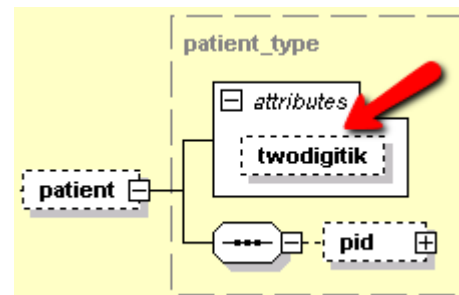 patient_type
attributes
twodigitik
patient
pid